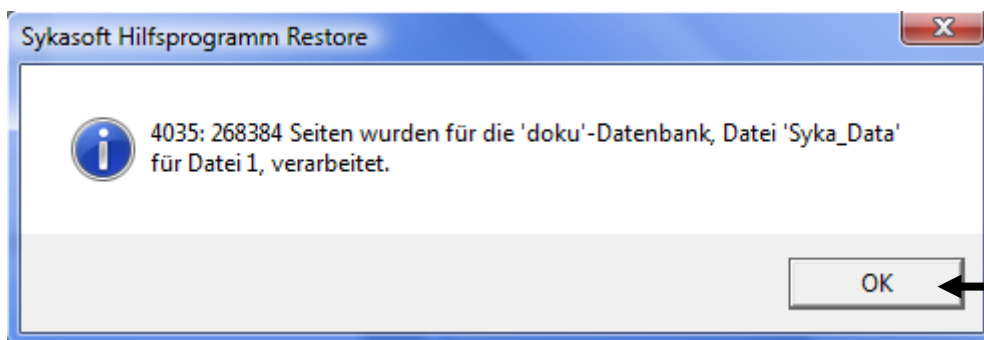 Sykasoft Hilfsprogramm Restore
4035: 268384 Seiten wurden für die 'doku'-Datenbank, Datei 'Syka_Data'
für Datei 1, verarbeitet.
OK